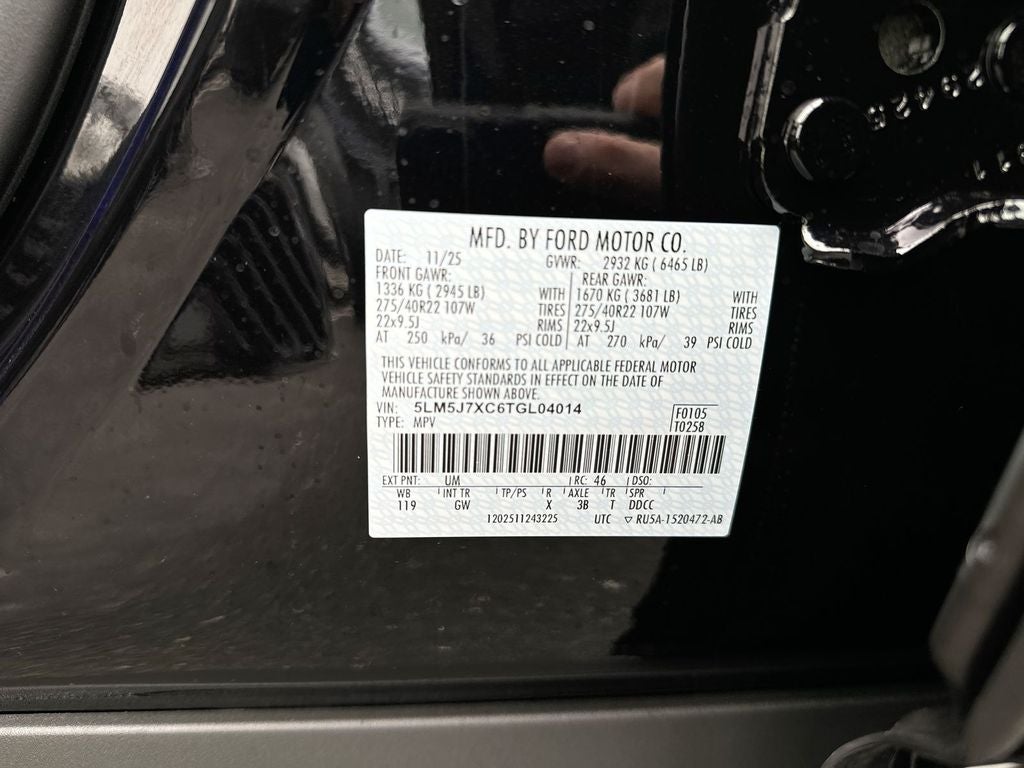 MFD. BY FORD MOTOR CO.
DATE: 11/25 GVWR: 2932 KG ( 6465 LB)
FRONT GAWR: REAR GAWR:
1336 KG ( 2945 LB) WITH 1670 KG ( 3681 LB) WITH
275/40R22 107W TIRES 275/40R22 107W TIRES
22x9.5J RIMS 22x9.5J RIMS
AT 250 kPa/ 36 PSI COLD AT 270 kPa/ 39 PSI COLD
THIS VEHICLE CONFORMS TO ALL APPLICABLE FEDERAL MOTOR
VEHICLE SAFETY STANDARDS IN EFFECT ON THE DATE OF
MANUFACTURE SHOWN ABOVE.
VIN: 5LM5J7XC6TGL04014 F0105
TYPE: MPV T0258
EXT PNT: UM RC: 46 DSO:
WB INT TR TP/PS R AXLE TR SPR
119 GW X 3B T DDCC
1202511243225 UTC ▽ RU5A-1520472-AB